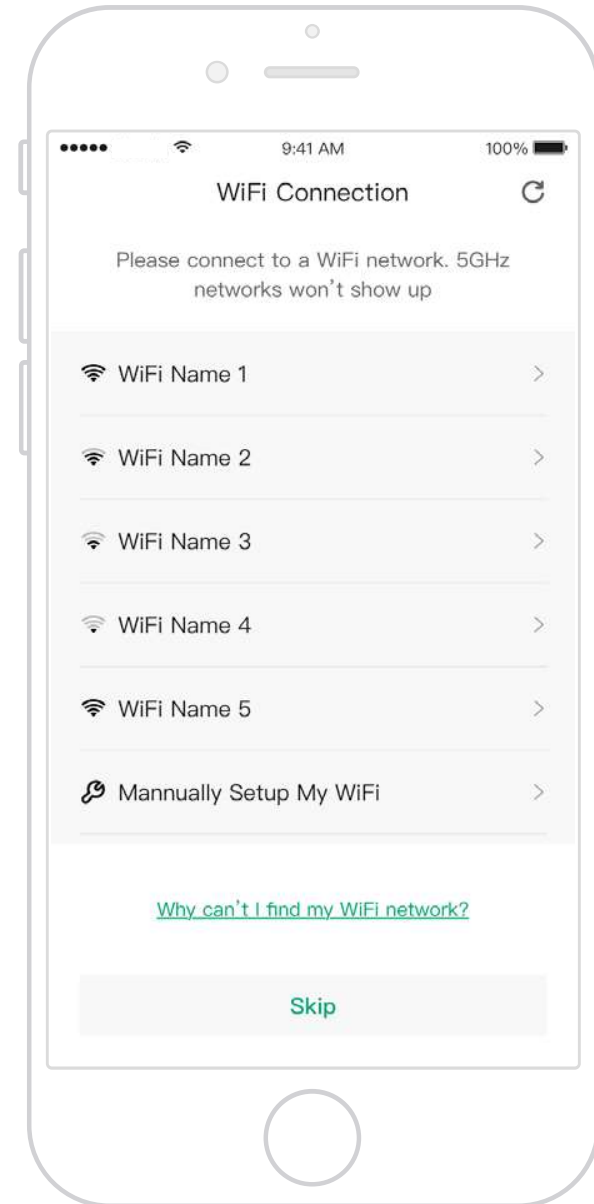 9:41 AM 100%
WiFi Connection
Please connect to a WiFi network. 5GHz
networks won't show up
WiFi Name 1
WiFi Name 2
WiFi Name 3
WiFi Name 4
WiFi Name 5
Mannually Setup My WiFi
Why can't I find my WiFi network?
Skip